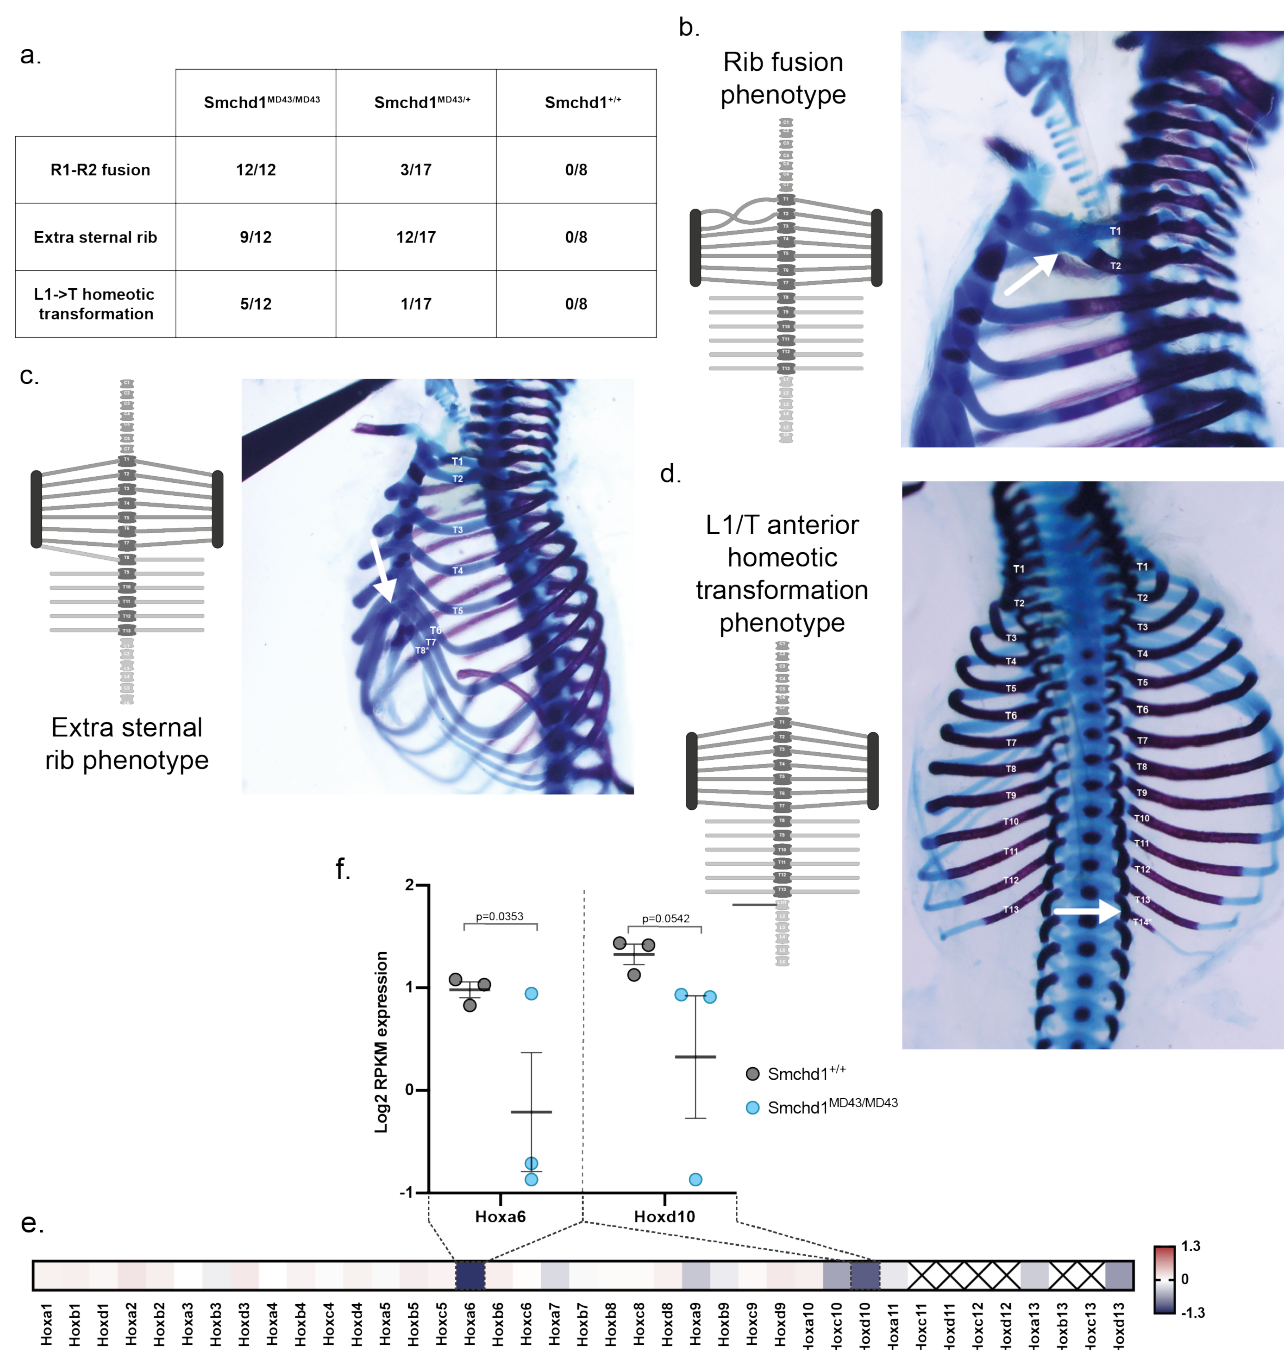 a.
Smchd1MD43/MD43 Smchd1MD43/+ Smchd1+/+
R1-R2 fusion 12/12 3/17 0/8
Extra sternal rib 9/12 12/17 0/8
L1->T homeotic
transformation 5/12 1/17 0/8
b.
Rib fusion
phenotype
T1
T2
c.
Extra sternal
rib phenotype
T1
T2
T3
T4
T5
T6
T7
T8*
d.
L1/T anterior
homeotic
transformation
phenotype
T1
T2
T3
T4
T5
T6
T7
T8
T9
T10
T11
T12
T13
T1
T2
T3
T4
T5
T6
T7
T8
T9
T10
T11
T12
T13
T14*
f.
Log2 RPKM expression
2
1
0
-1
p=0.0353
p=0.0542
Hoxa6
Hoxd10
Smchd1+/+
Smchd1MD43/MD43
e.
Hoxa1
Hoxb1
Hoxd1
Hoxa2
Hoxb2
Hoxa3
Hoxb3
Hoxd3
Hoxa4
Hoxb4
Hoxc4
Hoxd4
Hoxa5
Hoxb5
Hoxc5
Hoxa6
Hoxb6
Hoxc6
Hoxa7
Hoxb7
Hoxb8
Hoxc8
Hoxd8
Hoxa9
Hoxc9
Hoxb9
Hoxd9
Hoxa10
Hoxc10
Hoxd10
Hoxa11
Hoxc11
Hoxd11
Hoxc12
Hoxd12
Hoxa13
Hoxb13
Hoxc13
Hoxd13
1.3
0
-1.3